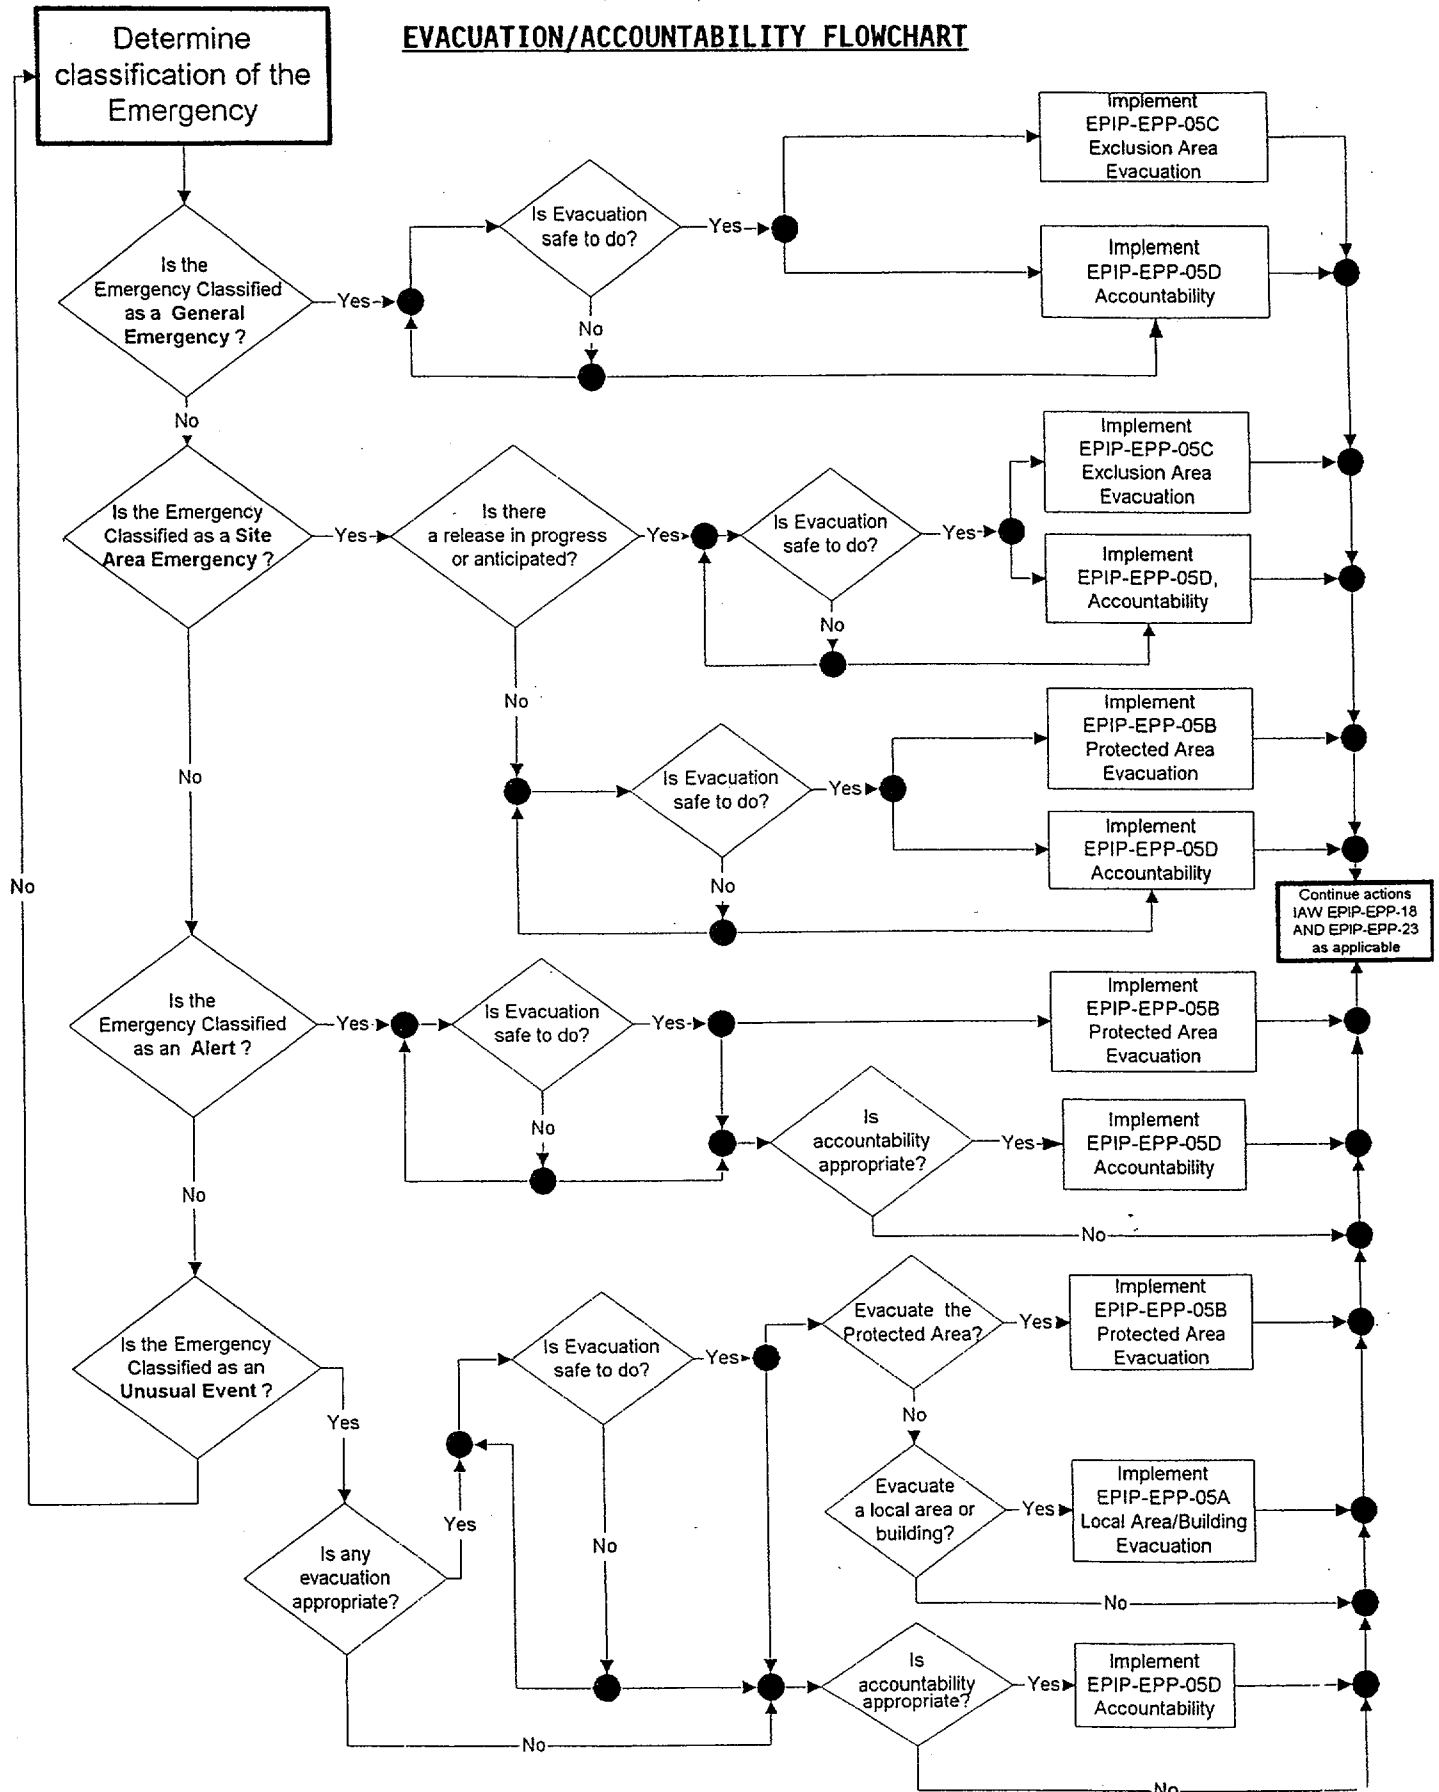 EVACUATION/ACCOUNTABILITY FLOWCHART
Determine
classification of the
Emergency
Implement
EPIP-EPP-05C
Exclusion Area
Evacuation
Is Evacuation
safe to do?
Yes
Implement
EPIP-EPP-05D
Accountability
Is the
Emergency Classified
as a General
Emergency ?
Yes
No
No
Implement
EPIP-EPP-05C
Exclusion Area
Evacuation
Is the Emergency
Classified as a Site
Area Emergency ?
Yes
Is there
a release in progress
or anticipated?
Yes
Is Evacuation
safe to do?
Yes
Implement
EPIP-EPP-05D,
Accountability
No
No
Implement
EPIP-EPP-05B
Protected Area
Evacuation
No
Is Evacuation
safe to do?
Yes
Implement
EPIP-EPP-05D
Accountability
No
No
Continue actions
IAW EPIP-EPP-18
AND EPIP-EPP-23
as applicable
Is the
Emergency Classified
as an Alert ?
Yes
Is Evacuation
safe to do?
Yes
Implement
EPIP-EPP-05B
Protected Area
Evacuation
No
Is
accountability
appropriate?
Yes
Implement
EPIP-EPP-05D
Accountability
No
No
Is the Emergency
Classified as an
Unusual Event ?
Yes
Is Evacuation
safe to do?
Yes
Evacuate the
Protected Area?
Yes
Implement
EPIP-EPP-05B
Protected Area
Evacuation
No
Evacuate
a local area or
building?
Yes
Implement
EPIP-EPP-05A
Local Area/Building
Evacuation
Yes
No
Is any
evacuation
appropriate?
No
Is
accountability
appropriate?
Yes
Implement
EPIP-EPP-05D
Accountability
No
No